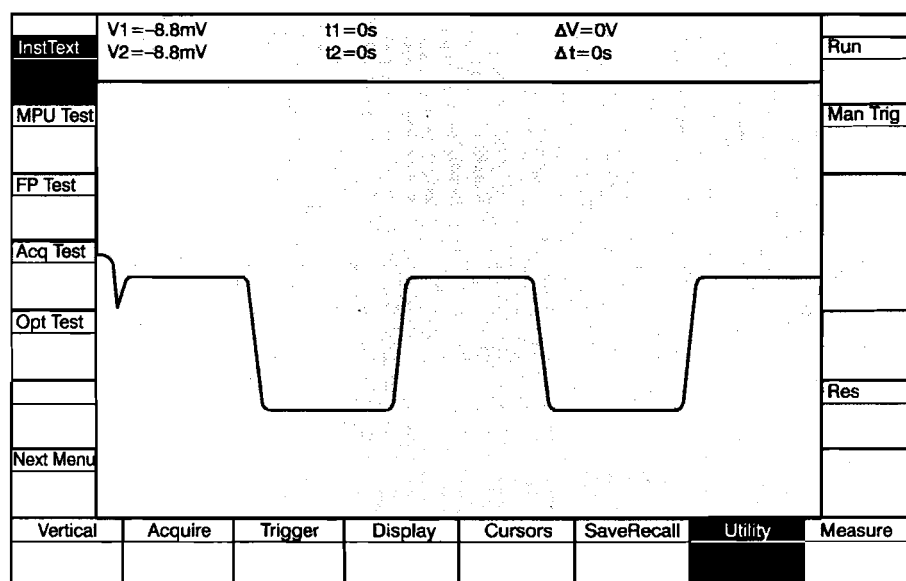 V1=–8.8mV t1=0s ΔV=0V
V2=–8.8mV t2=0s Δt=0s
InstText
MPU Test
FP Test
Acq Test
Opt Test
Next Menu
Run
Man Trig
Res
Vertical Acquire Trigger Display Cursors SaveRecall Utility Measure